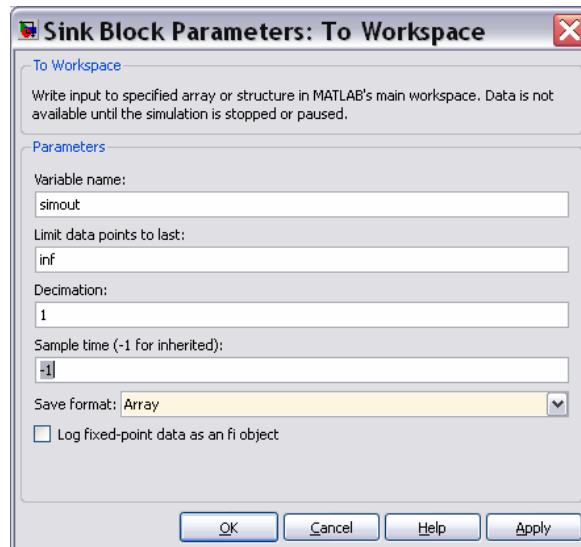 Sink Block Parameters: To Workspace
To Workspace
Write input to specified array or structure in MATLAB's main workspace. Data is not
available until the simulation is stopped or paused.
Parameters
Variable name:
simout
Limit data points to last:
inf
Decimation:
1
Sample time (-1 for inherited):
-1
Save format: Array
Log fixed-point data as an fi object
OK Cancel Help Apply